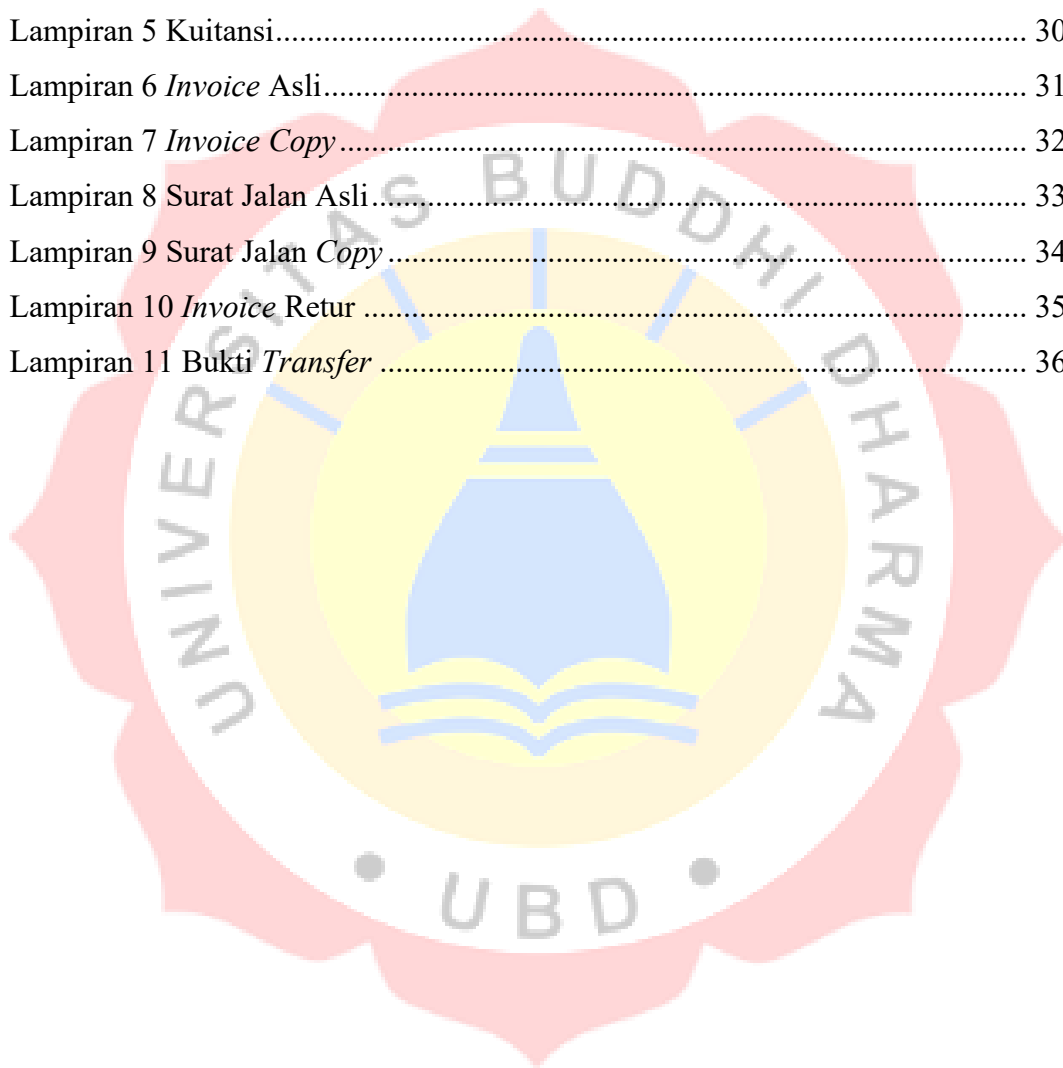 Lampiran 5 Kuitansi............................................................................................. 30
Lampiran 6 Invoice Asli....................................................................................... 31
Lampiran 7 Invoice Copy..................................................................................... 32
Lampiran 8 Surat Jalan Asli................................................................................. 33
Lampiran 9 Surat Jalan Copy............................................................................... 34
Lampiran 10 Invoice Retur .................................................................................. 35
Lampiran 11 Bukti Transfer ................................................................................ 36
UNIVERSITAS BUDDHI DHARMA
• UBD •